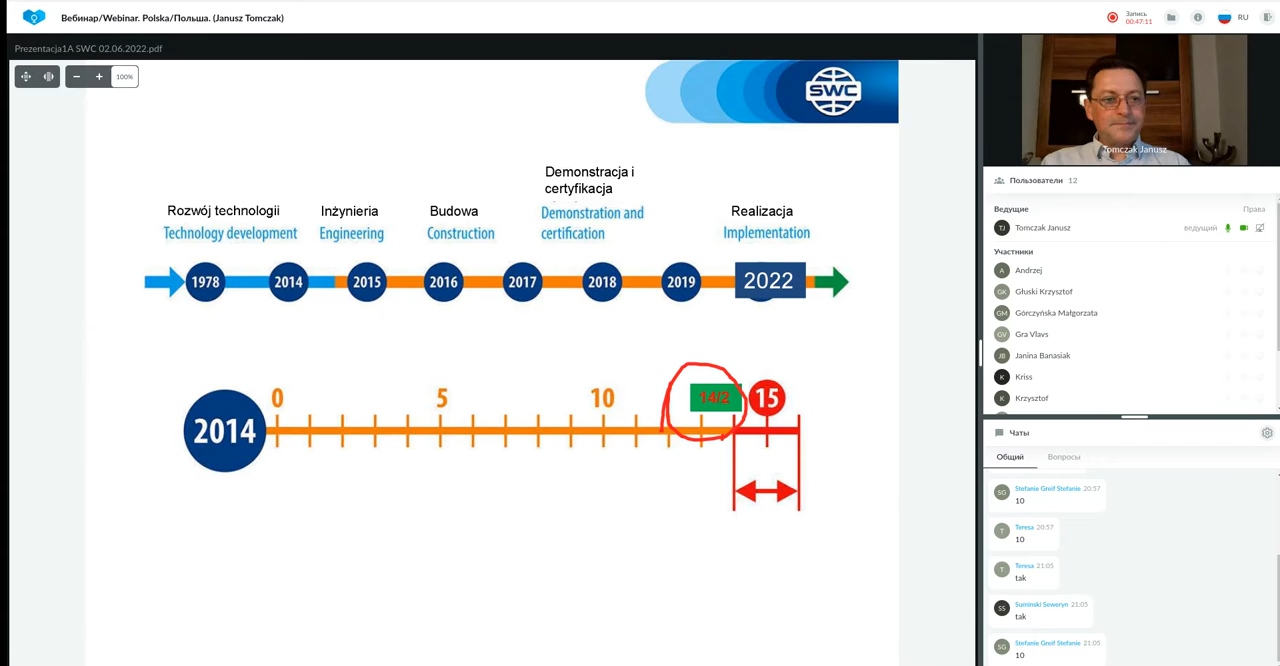 Вебинар/Webinar. Polska/Польша. (Janusz Tomczak)
Запись
00:47:11
RU
Prezentacja1A SWC 02.06.2022.pdf
100%
SWC
Demonstracja i
certyfikacja
Rozwój technologii
Inżynieria
Budowa
Realizacja
Technology development
Engineering
Construction
Demonstration and
certification
Implementation
1978
2014
2015
2016
2017
2018
2019
2022
2014
0
5
10
14/2
15
Tomczak Janusz
Пользователи 12
Ведущие
Права
TJ Tomczak Janusz ведущий
Участники
A Andrzej
GK Głuski Krzysztof
GM Górczyńska Małgorzata
GV Gra Vlavs
JB Janina Banasiak
K Kriss
K Krzysztof
Чаты
Общий
Вопросы
SG Stefanie Greif Stefanie 20:57
10
T Teresa 20:57
10
T Teresa 21:05
tak
SS Suminski Seweryn 21:05
tak
SG Stefanie Greif Stefanie 21:05
10